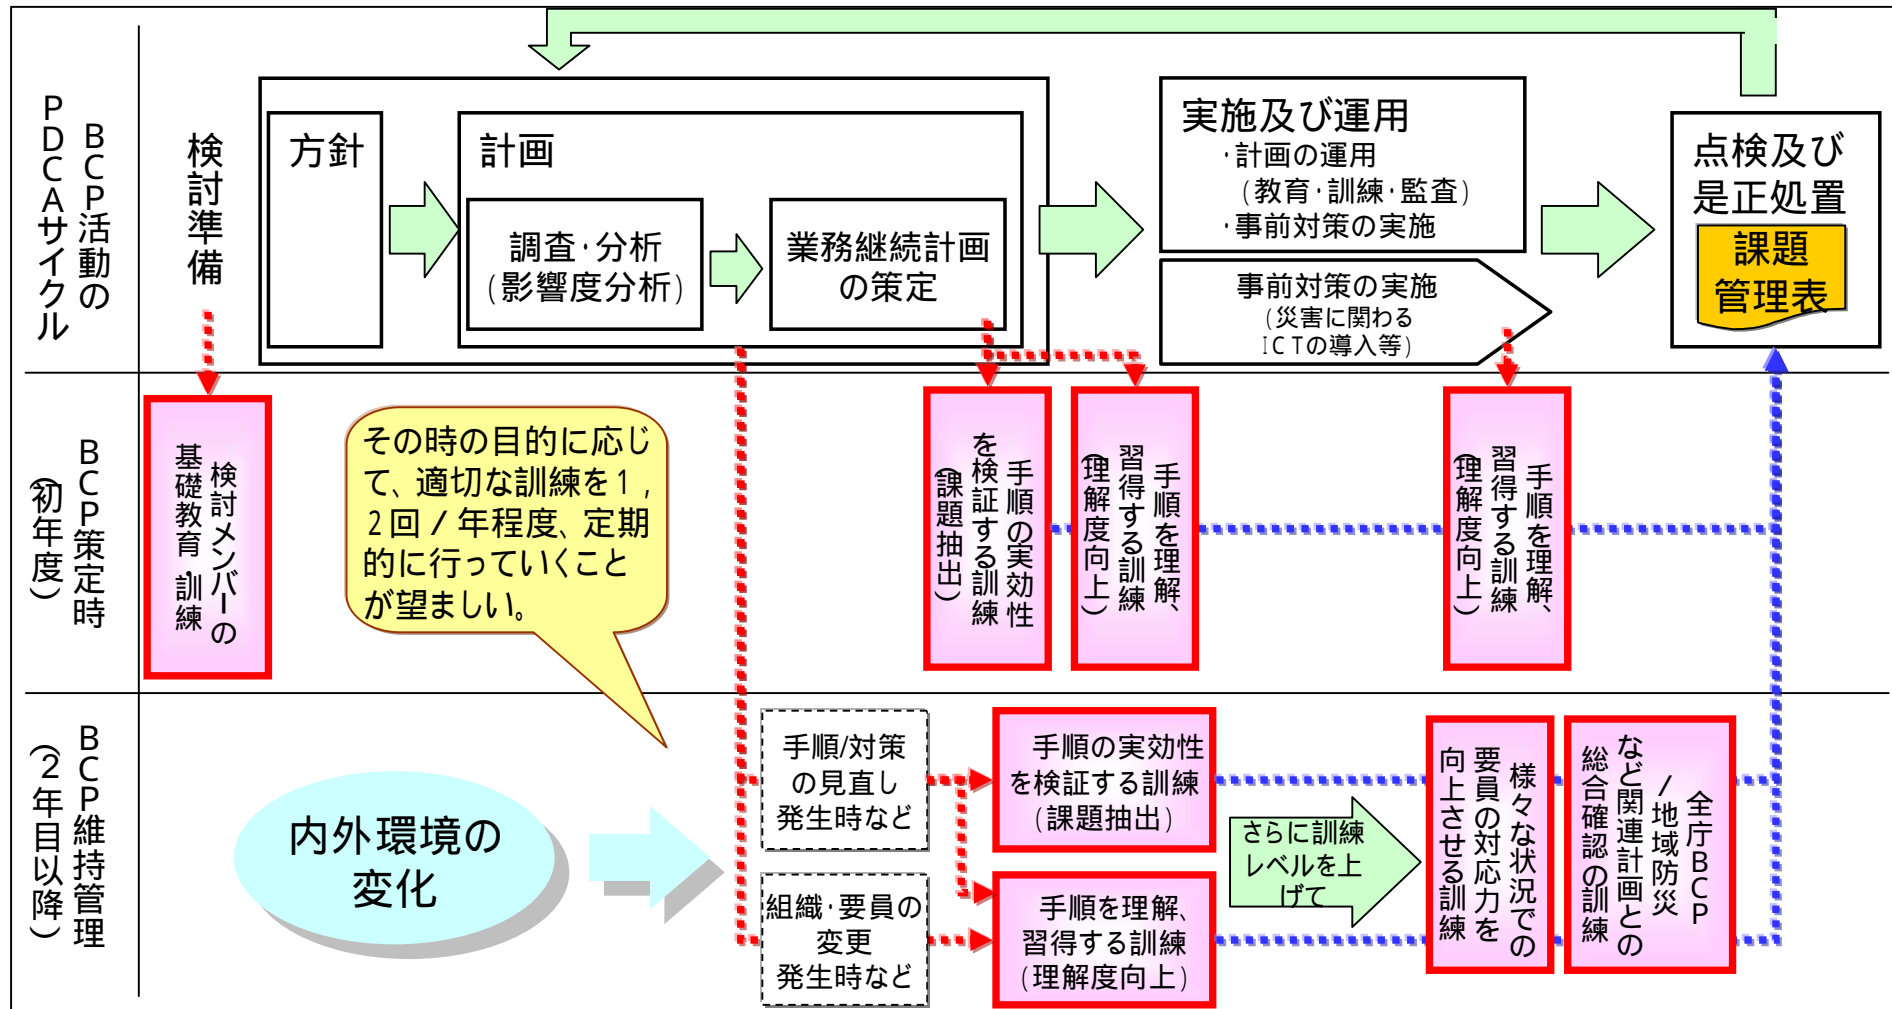 BCP活動の
PDCAサイクル
検討準備
方針
計画
調査・分析
(影響度分析)
業務継続計画
の策定
実施及び運用
・計画の運用
(教育・訓練・監査)
・事前対策の実施
事前対策の実施
(災害に関わる
ICTの導入等)
点検及び
是正処置
課題
管理表
BCP策定時
(初年度)
検討メンバーの
基礎教育・訓練
その時の目的に応じ
て、適切な訓練を1,
2回/年程度、定期
的に行っていくこと
が望ましい。
手順の実効性
を検証する訓練
(課題抽出)
手順を理解、
習得する訓練
(理解度向上)
手順を理解、
習得する訓練
(理解度向上)
BCP維持管理
(2年目以降)
内外環境の
変化
手順/対策
の見直し
発生時など
組織・要員の
変更
発生時など
手順の実効性
を検証する訓練
(課題抽出)
手順を理解、
習得する訓練
(理解度向上)
さらに訓練
レベルを上
げて
様々な状況での
要員の対応力を
向上させる訓練
全庁BCP
/地域防災
など関連計画との
総合確認の訓練